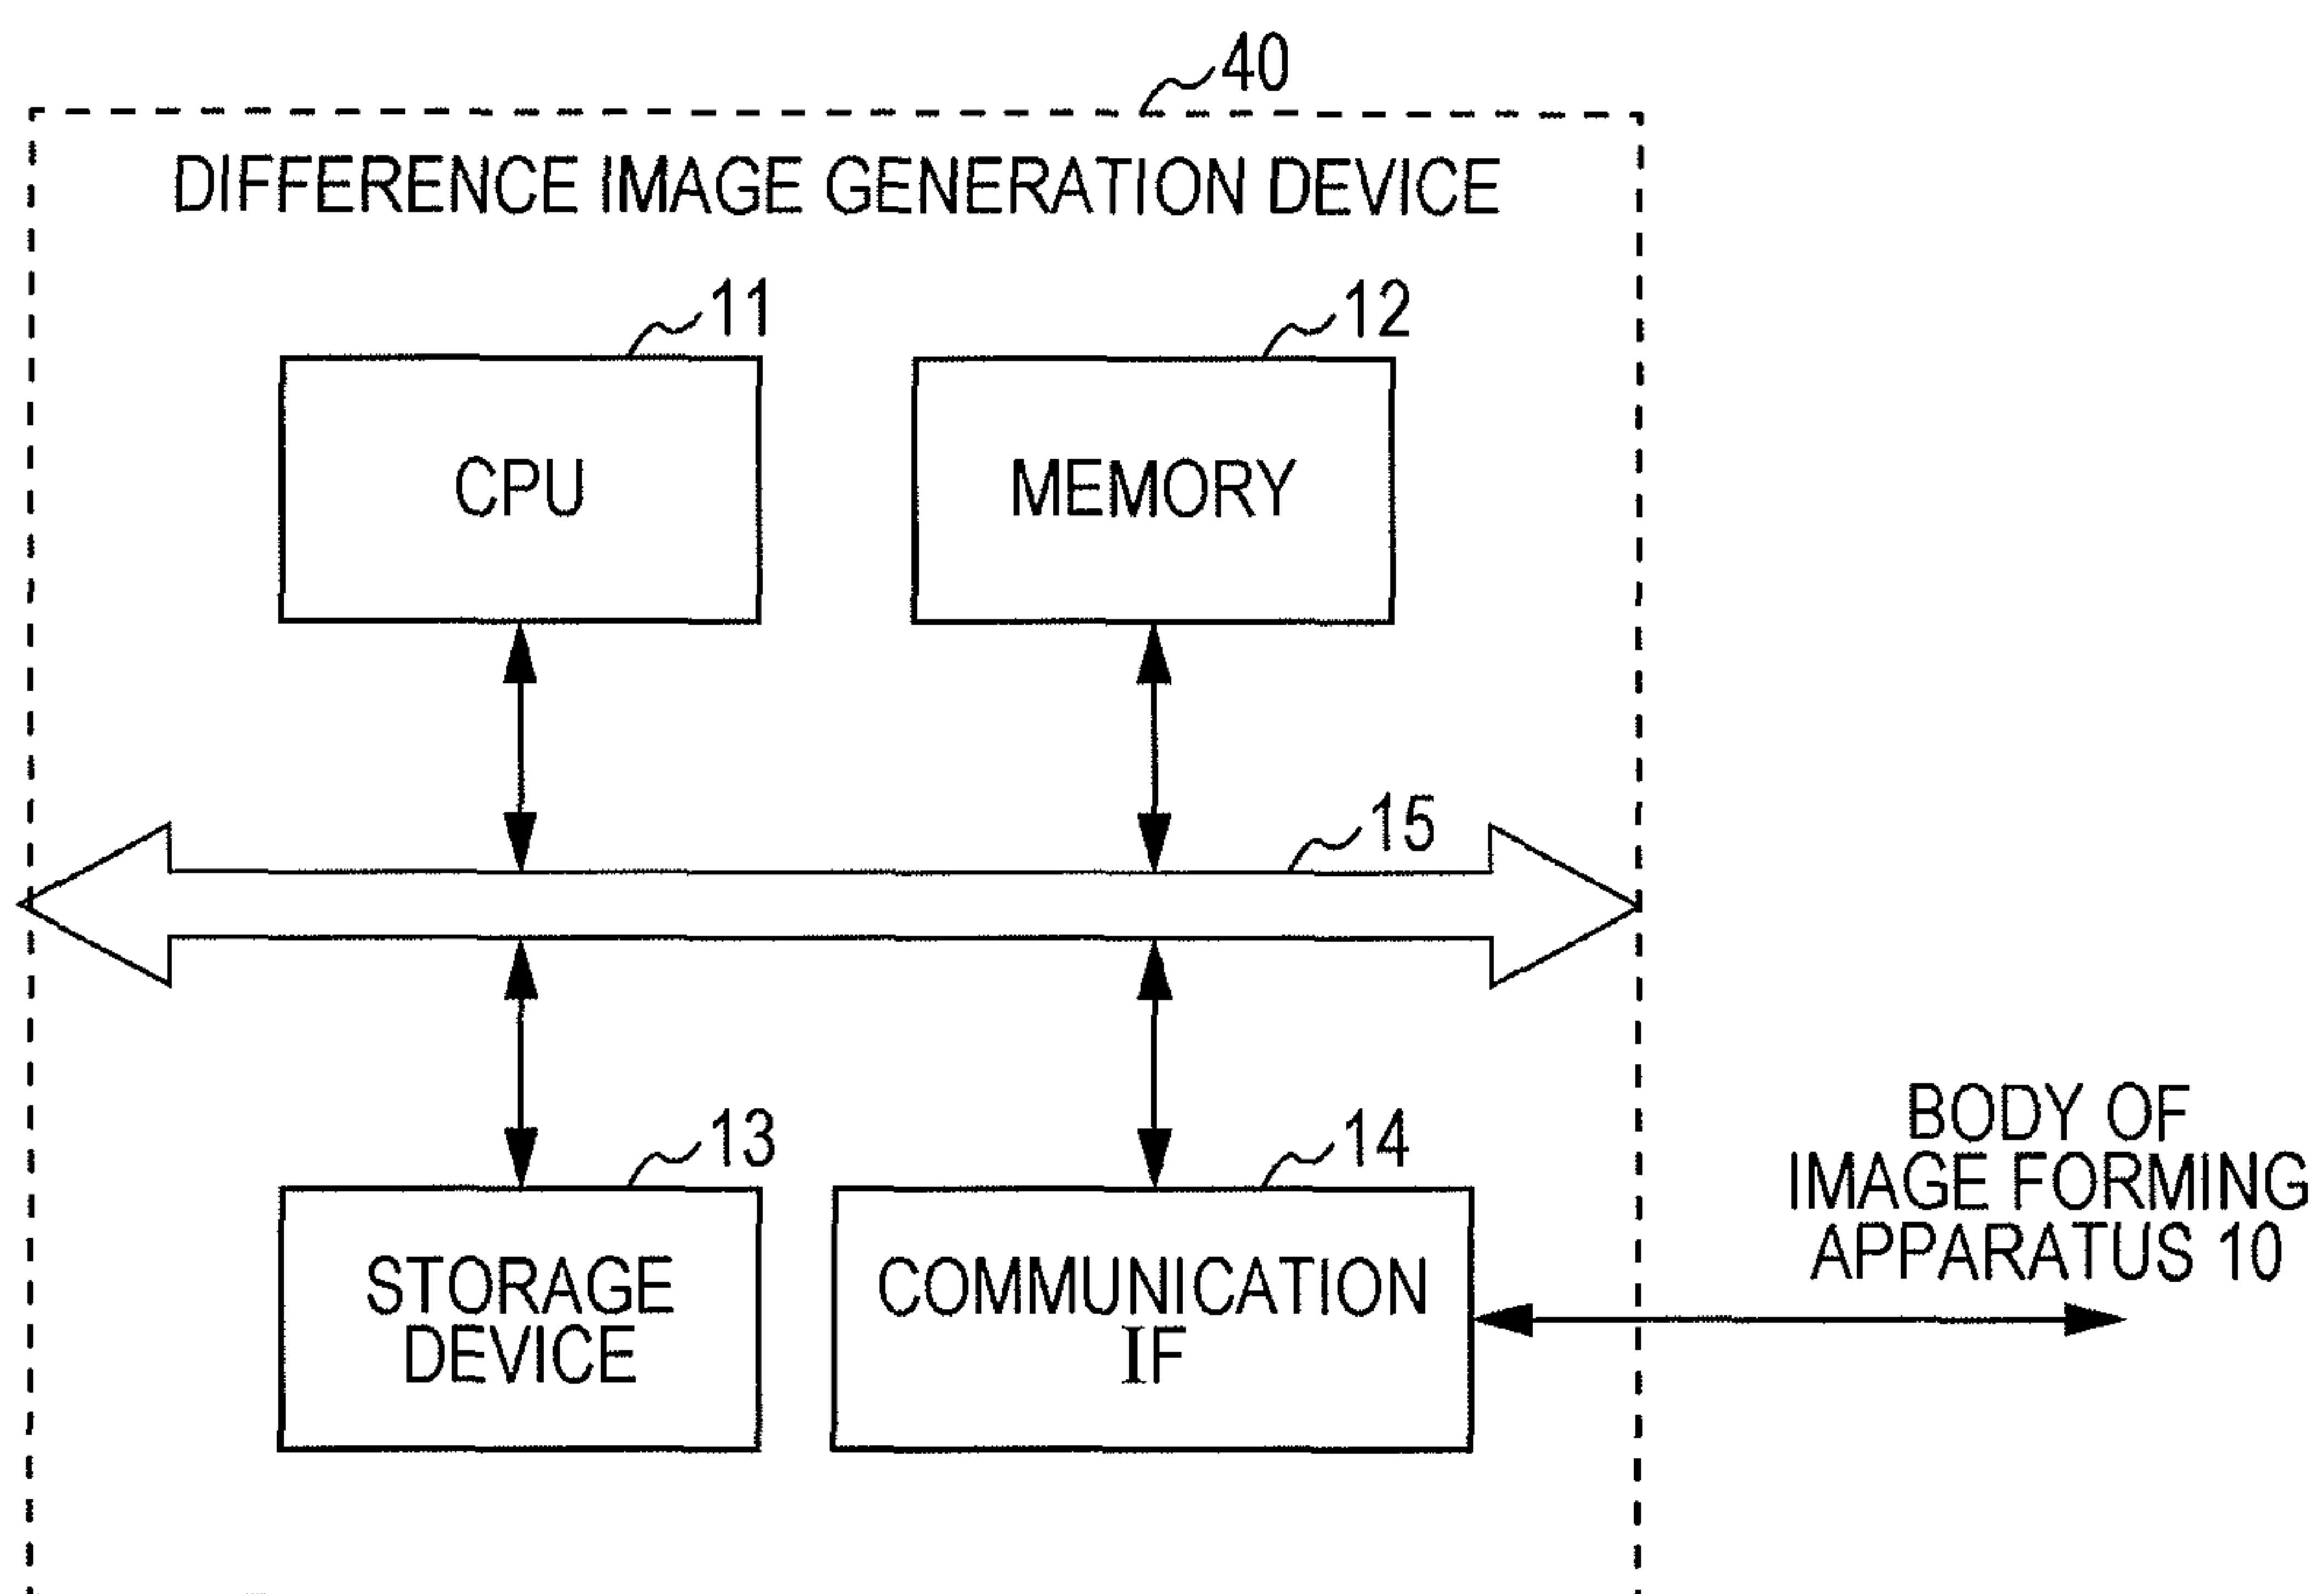 40
DIFFERENCE IMAGE GENERATION DEVICE
11
12
CPU
MEMORY
15
13
14
STORAGE
DEVICE
COMMUNICATION
IF
BODY OF
IMAGE FORMING
APPARATUS 10